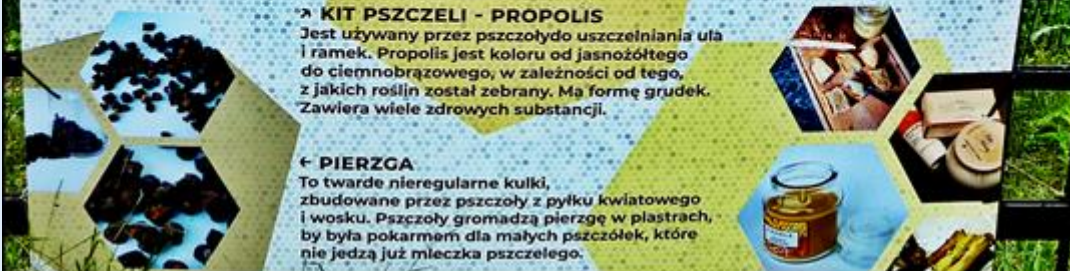 ↗ KIT PSZCZELI - PROPOLIS
Jest używany przez pszczołydo uszczelniania ula
i ramek. Propolis jest koloru od jasnożółtego
do ciemnobrązowego, w zależności od tego,
z jakich roślin został zebrany. Ma formę grudek.
Zawiera wiele zdrowych substancji.
← PIERZGA
To twarde nieregularne kulki,
zbudowane przez pszczoły z pyłku kwiatowego
i wosku. Pszczoły gromadzą pierzgę w plastrach,
by była pokarmem dla małych pszczółek, które
nie jedzą już mleczka pszczelego.